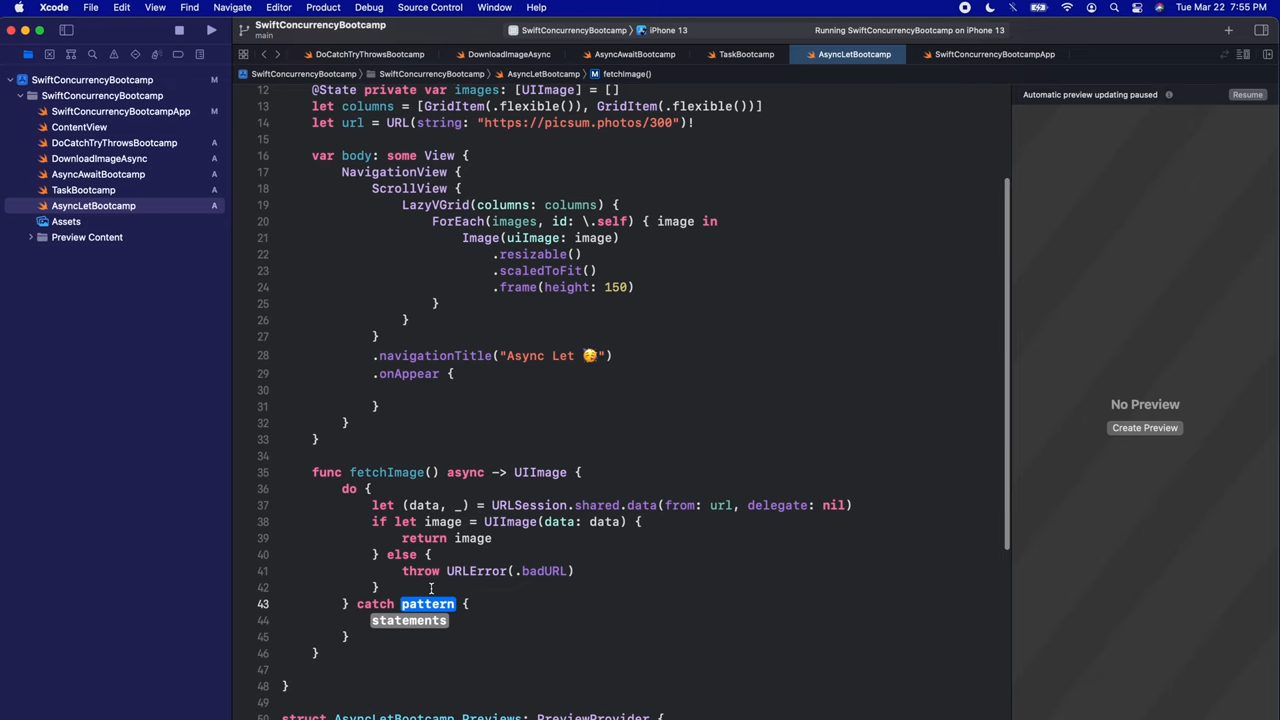 Xcode File Edit View Find Navigate Editor Product Debug Source Control Window Help Tue Mar 22 7:55 PM
SwiftConcurrencyBootcamp
main
SwiftConcurrencyBootcamp 〉 iPhone 13
Running SwiftConcurrencyBootcamp on iPhone 13
DoCatchTryThrowsBootcamp DownloadImageAsync AsyncAwaitBootcamp TaskBootcamp AsyncLetBootcamp SwiftConcurrencyBootcampApp
SwiftConcurrencyBootcamp 〉 SwiftConcurrencyBootcamp 〉 AsyncLetBootcamp 〉 M fetchImage()
SwiftConcurrencyBootcamp M
SwiftConcurrencyBootcamp
SwiftConcurrencyBootcampApp M
ContentView
DoCatchTryThrowsBootcamp A
DownloadImageAsync A
AsyncAwaitBootcamp A
TaskBootcamp A
AsyncLetBootcamp A
Assets
Preview Content
12 @State private var images: [UIImage] = []
13 let columns = [GridItem(.flexible()), GridItem(.flexible())]
14 let url = URL(string: "https://picsum.photos/300")!
15
16 var body: some View {
17 NavigationView {
18 ScrollView {
19 LazyVGrid(columns: columns) {
20 ForEach(images, id: \.self) { image in
21 Image(uiImage: image)
22 .resizable()
23 .scaledToFit()
24 .frame(height: 150)
25 }
26 }
27 }
28 .navigationTitle("Async Let 🥳")
29 .onAppear {
30
31 }
32 }
33 }
34
35 func fetchImage() async -> UIImage {
36 do {
37 let (data, _) = URLSession.shared.data(from: url, delegate: nil)
38 if let image = UIImage(data: data) {
39 return image
40 } else {
41 throw URLError(.badURL)
42 }
43 } catch pattern {
44 statements
45 }
46 }
47
48 }
49
50 struct AsyncLetBootcamp_Previews: PreviewProvider {
Automatic preview updating paused
Resume
No Preview
Create Preview